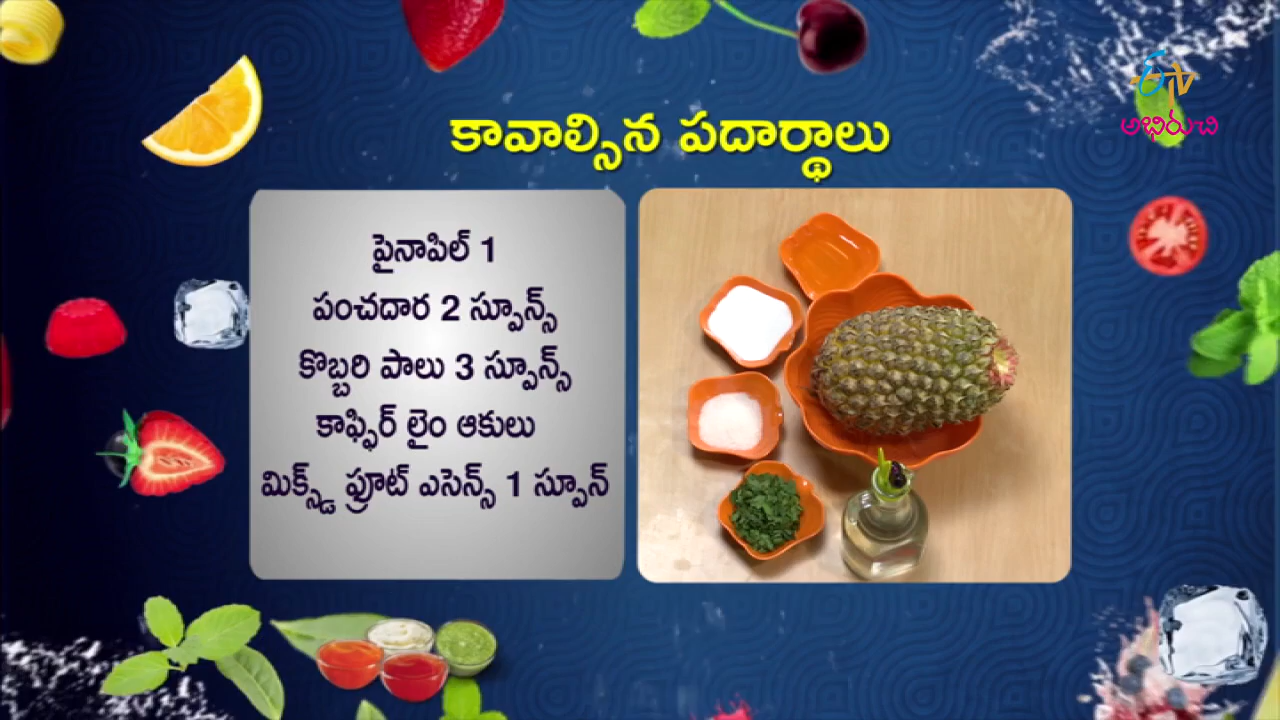 ETV
అభిరుచి
కావాల్సిన పదార్థాలు
పైనాపిల్ 1
పంచదార 2 స్పూన్స్
కొబ్బరి పాలు 3 స్పూన్స్
కాఫ్ఫిర్ లైం ఆకులు
మిక్స్డ్ ఫ్రూట్ ఎసెన్స్ 1 స్పూన్